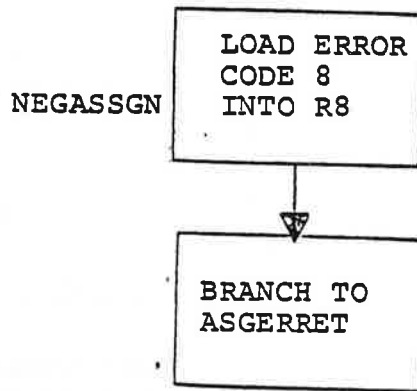 LOAD ERROR
CODE 8
NEGASSGN INTO R8
BRANCH TO
ASGERRET